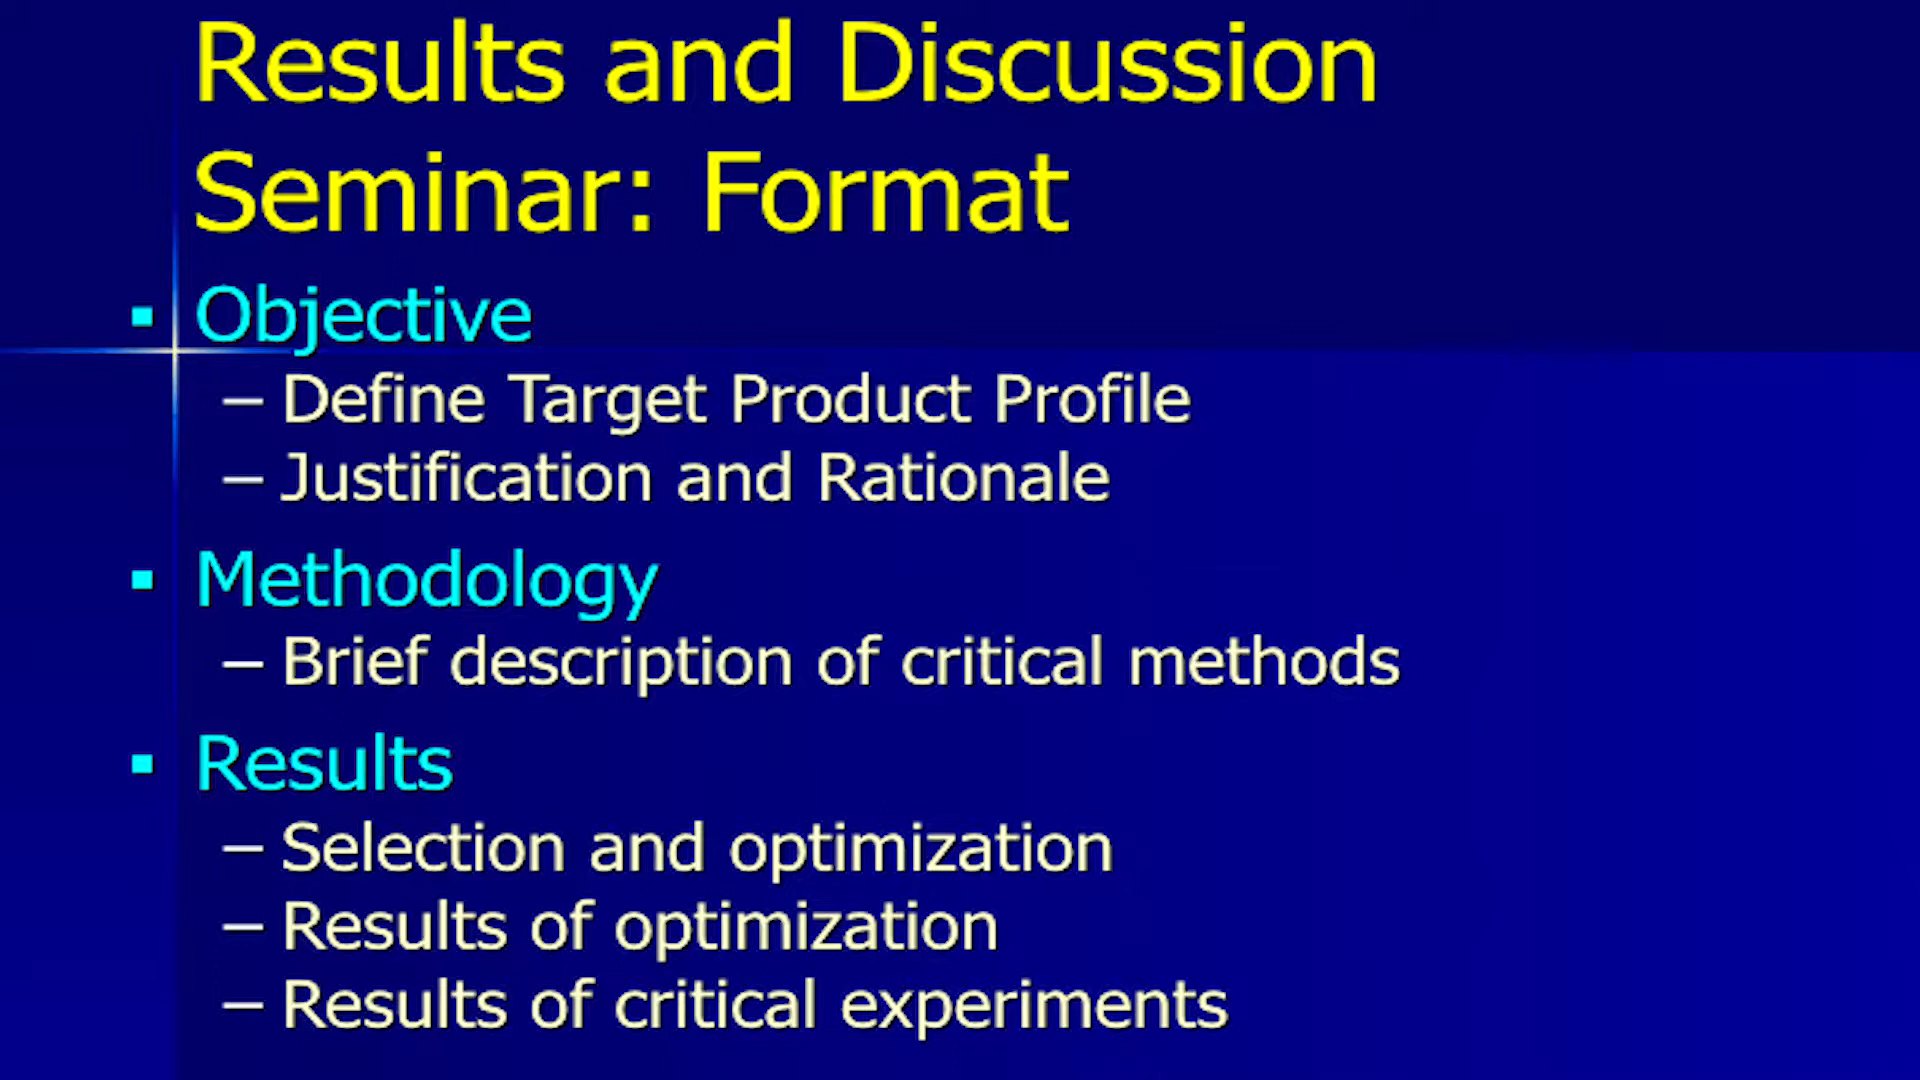 Results and Discussion
Seminar: Format
▪ Objective
– Define Target Product Profile
– Justification and Rationale
▪ Methodology
– Brief description of critical methods
▪ Results
– Selection and optimization
– Results of optimization
– Results of critical experiments